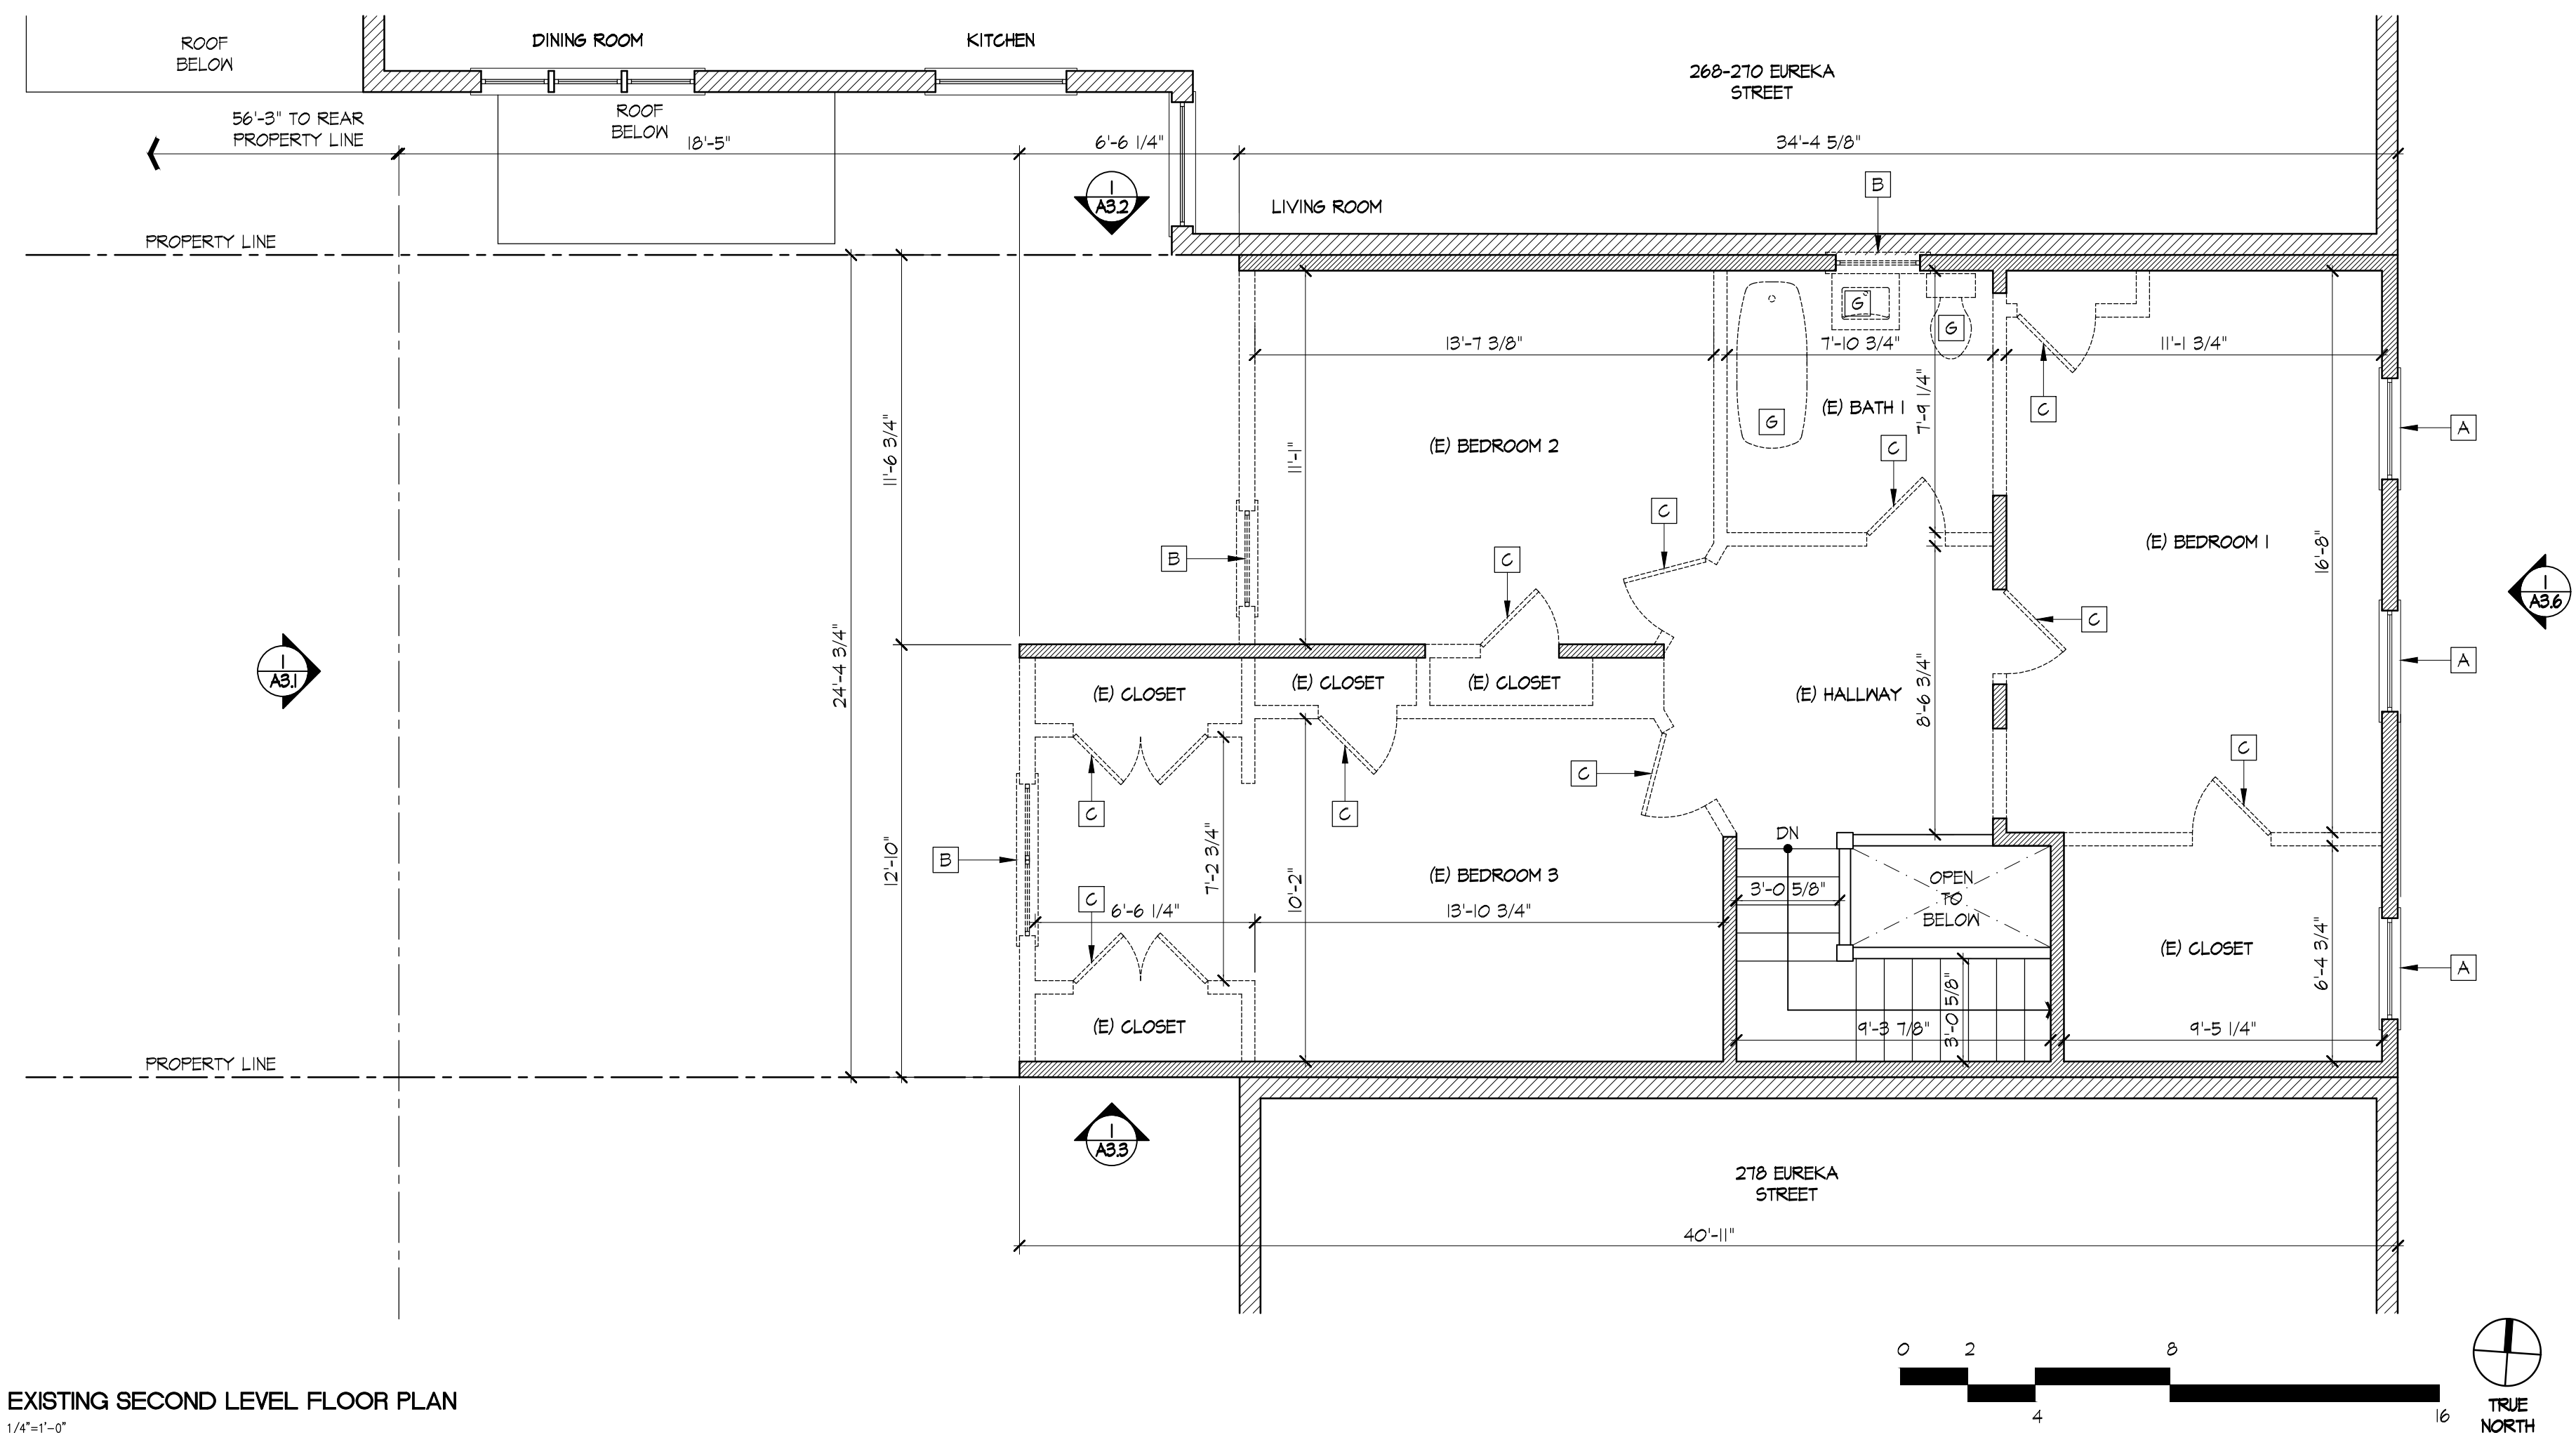 ROOF
BELOW
DINING ROOM
KITCHEN
268-270 EUREKA
STREET
56'-3" TO REAR
PROPERTY LINE
ROOF
BELOW
18'-5"
6'-6 1/4"
34'-4 5/8"
1
A3.2
B
LIVING ROOM
PROPERTY LINE
G
G
13'-7 3/8"
7'-10 3/4"
11'-1 3/4"
C
(E) BATH 1
7'-9 1/4"
G
A
11'-6 3/4"
11'-1"
(E) BEDROOM 2
C
C
B
C
(E) BEDROOM 1
16'-8"
1
A3.6
C
24'-4 3/4"
1
A3.1
(E) CLOSET
(E) CLOSET
(E) CLOSET
(E) HALLWAY
8'-6 3/4"
A
C
C
C
C
DN
B
12'-10"
7'-2 3/4"
10'-2"
(E) BEDROOM 3
3'-0 5/8"
OPEN
TO
BELOW
C
6'-6 1/4"
13'-10 3/4"
(E) CLOSET
6'-4 3/4"
A
(E) CLOSET
9'-3 7/8"
3'-0 5/8"
9'-5 1/4"
PROPERTY LINE
1
A3.3
278 EUREKA
STREET
40'-11"
0
2
8
4
16
TRUE
NORTH
EXISTING SECOND LEVEL FLOOR PLAN
1/4"=1'-0"